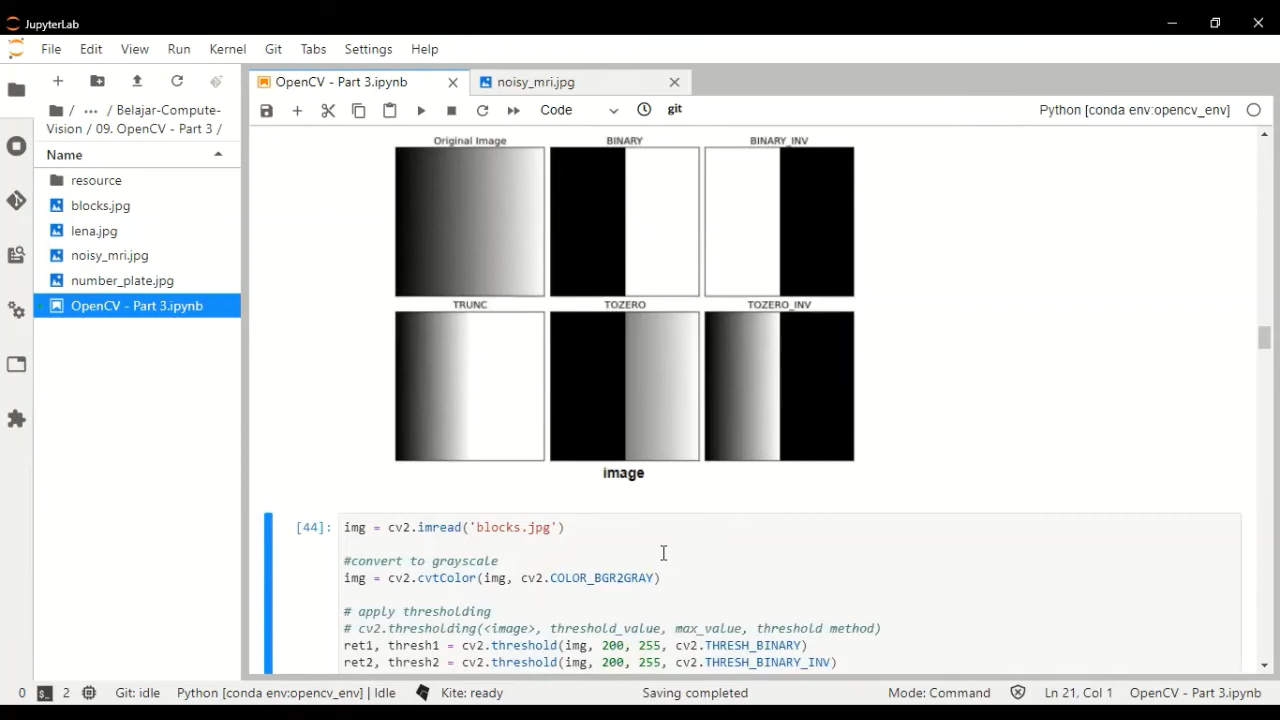 JupyterLab
File Edit View Run Kernel Git Tabs Settings Help
OpenCV - Part 3.ipynb
noisy_mri.jpg
/ ··· / Belajar-Compute-
Vision / 09. OpenCV - Part 3 /
Code
git
Python [conda env:opencv_env]
Name
resource
blocks.jpg
lena.jpg
noisy_mri.jpg
number_plate.jpg
OpenCV - Part 3.ipynb
Original Image BINARY BINARY_INV
TRUNC TOZERO TOZERO_INV
image
[44]: img = cv2.imread('blocks.jpg')
#convert to grayscale
img = cv2.cvtColor(img, cv2.COLOR_BGR2GRAY)
# apply thresholding
# cv2.thresholding(<image>, threshold_value, max_value, threshold method)
ret1, thresh1 = cv2.threshold(img, 200, 255, cv2.THRESH_BINARY)
ret2, thresh2 = cv2.threshold(img, 200, 255, cv2.THRESH_BINARY_INV)
0 $_ 2 Git: idle Python [conda env:opencv_env] | Idle Kite: ready Saving completed Mode: Command Ln 21, Col 1 OpenCV - Part 3.ipynb